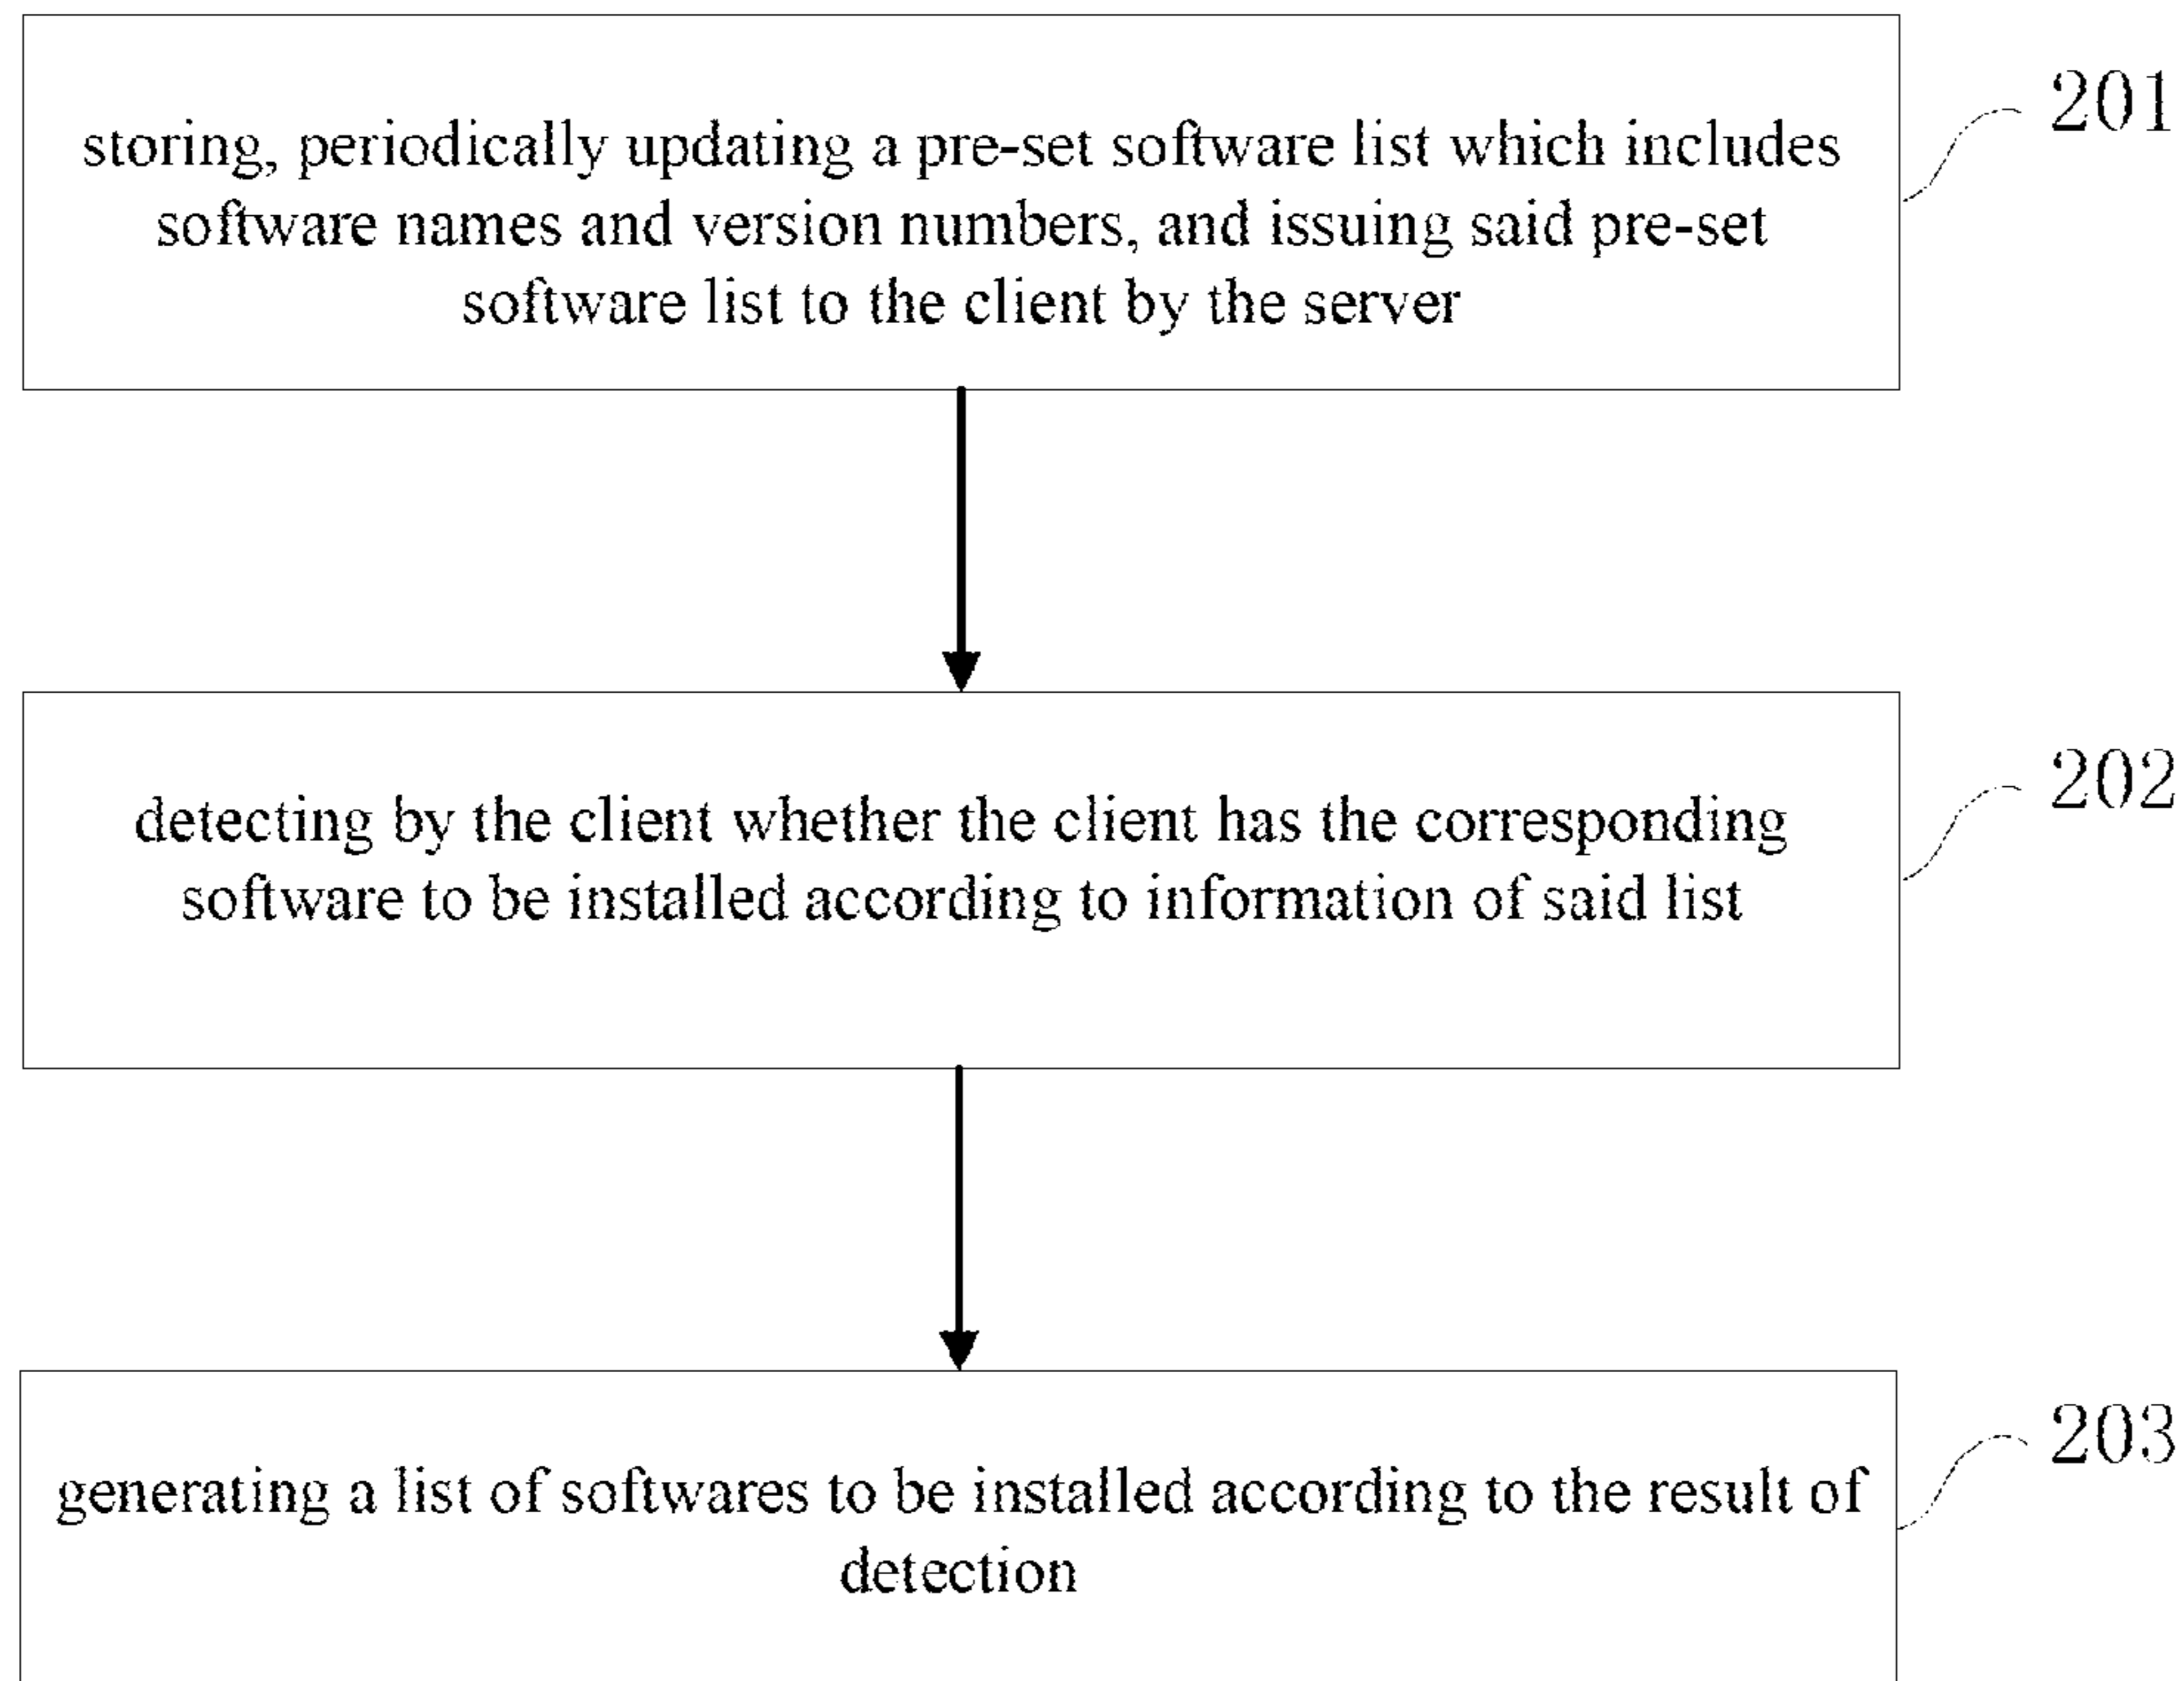 storing, periodically updating a pre-set software list which includes
software names and version numbers, and issuing said pre-set
software list to the client by the server
201
detecting by the client whether the client has the corresponding
software to be installed according to information of said list
202
generating a list of softwares to be installed according to the result of
detection
203